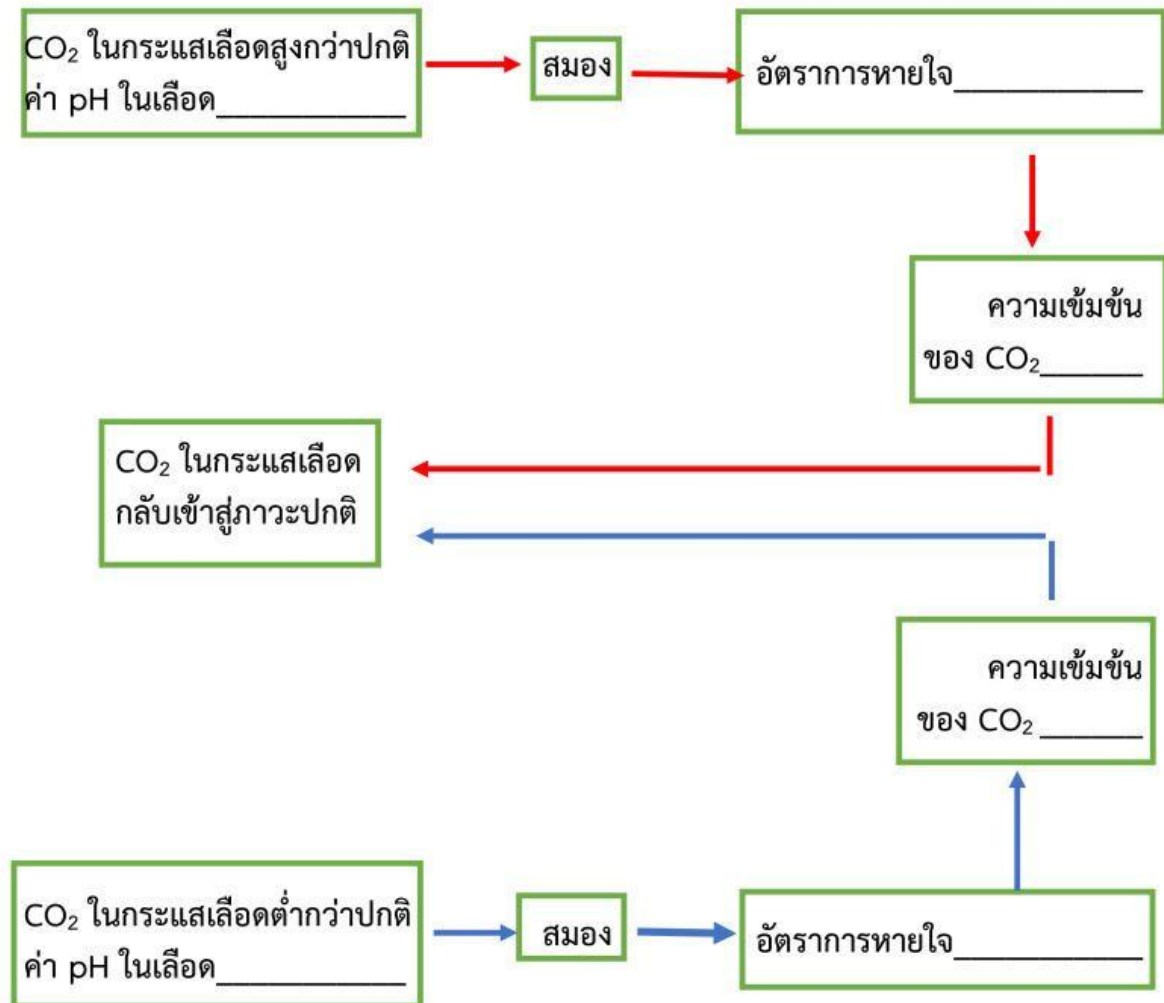 CO₂ ในกระแสเลือดสูงกว่าปกติ
ค่า pH ในเลือด___________
สมอง
อัตราการหายใจ___________
ความเข้มข้น
ของ CO₂______
CO₂ ในกระแสเลือด
กลับเข้าสู่ภาวะปกติ
ความเข้มข้น
ของ CO₂ ______
CO₂ ในกระแสเลือดต่ำกว่าปกติ
ค่า pH ในเลือด___________
สมอง
อัตราการหายใจ___________